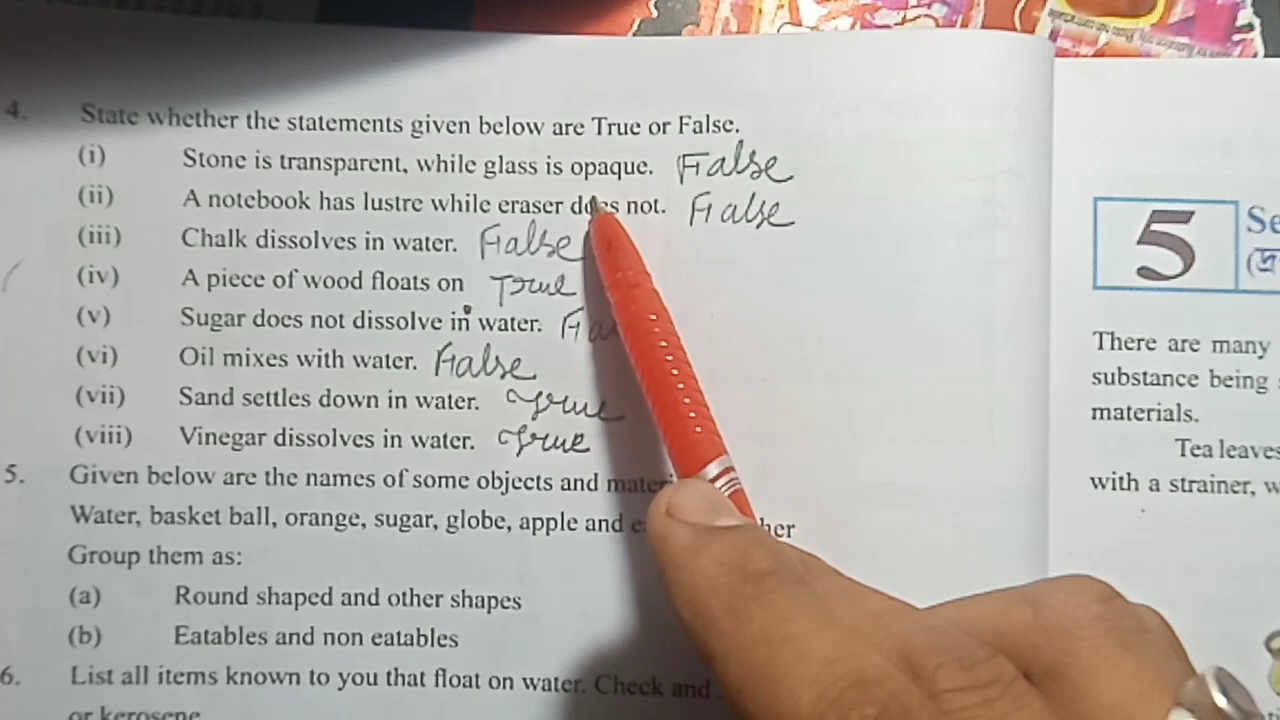 4. State whether the statements given below are True or False.
(i) Stone is transparent, while glass is opaque. False
(ii) A notebook has lustre while eraser does not. False
(iii) Chalk dissolves in water. False
(iv) A piece of wood floats on True
(v) Sugar does not dissolve in water.
(vi) Oil mixes with water. False
(vii) Sand settles down in water. True
(viii) Vinegar dissolves in water. True
5. Given below are the names of some objects and
Water, basket ball, orange, sugar, globe, apple and
Group them as:
(a) Round shaped and other shapes
(b) Eatables and non eatables
6. List all items known to you that float on water. Check and
or kerosene
5
There are many
substance being
materials.
Tea leaves
with a strainer,